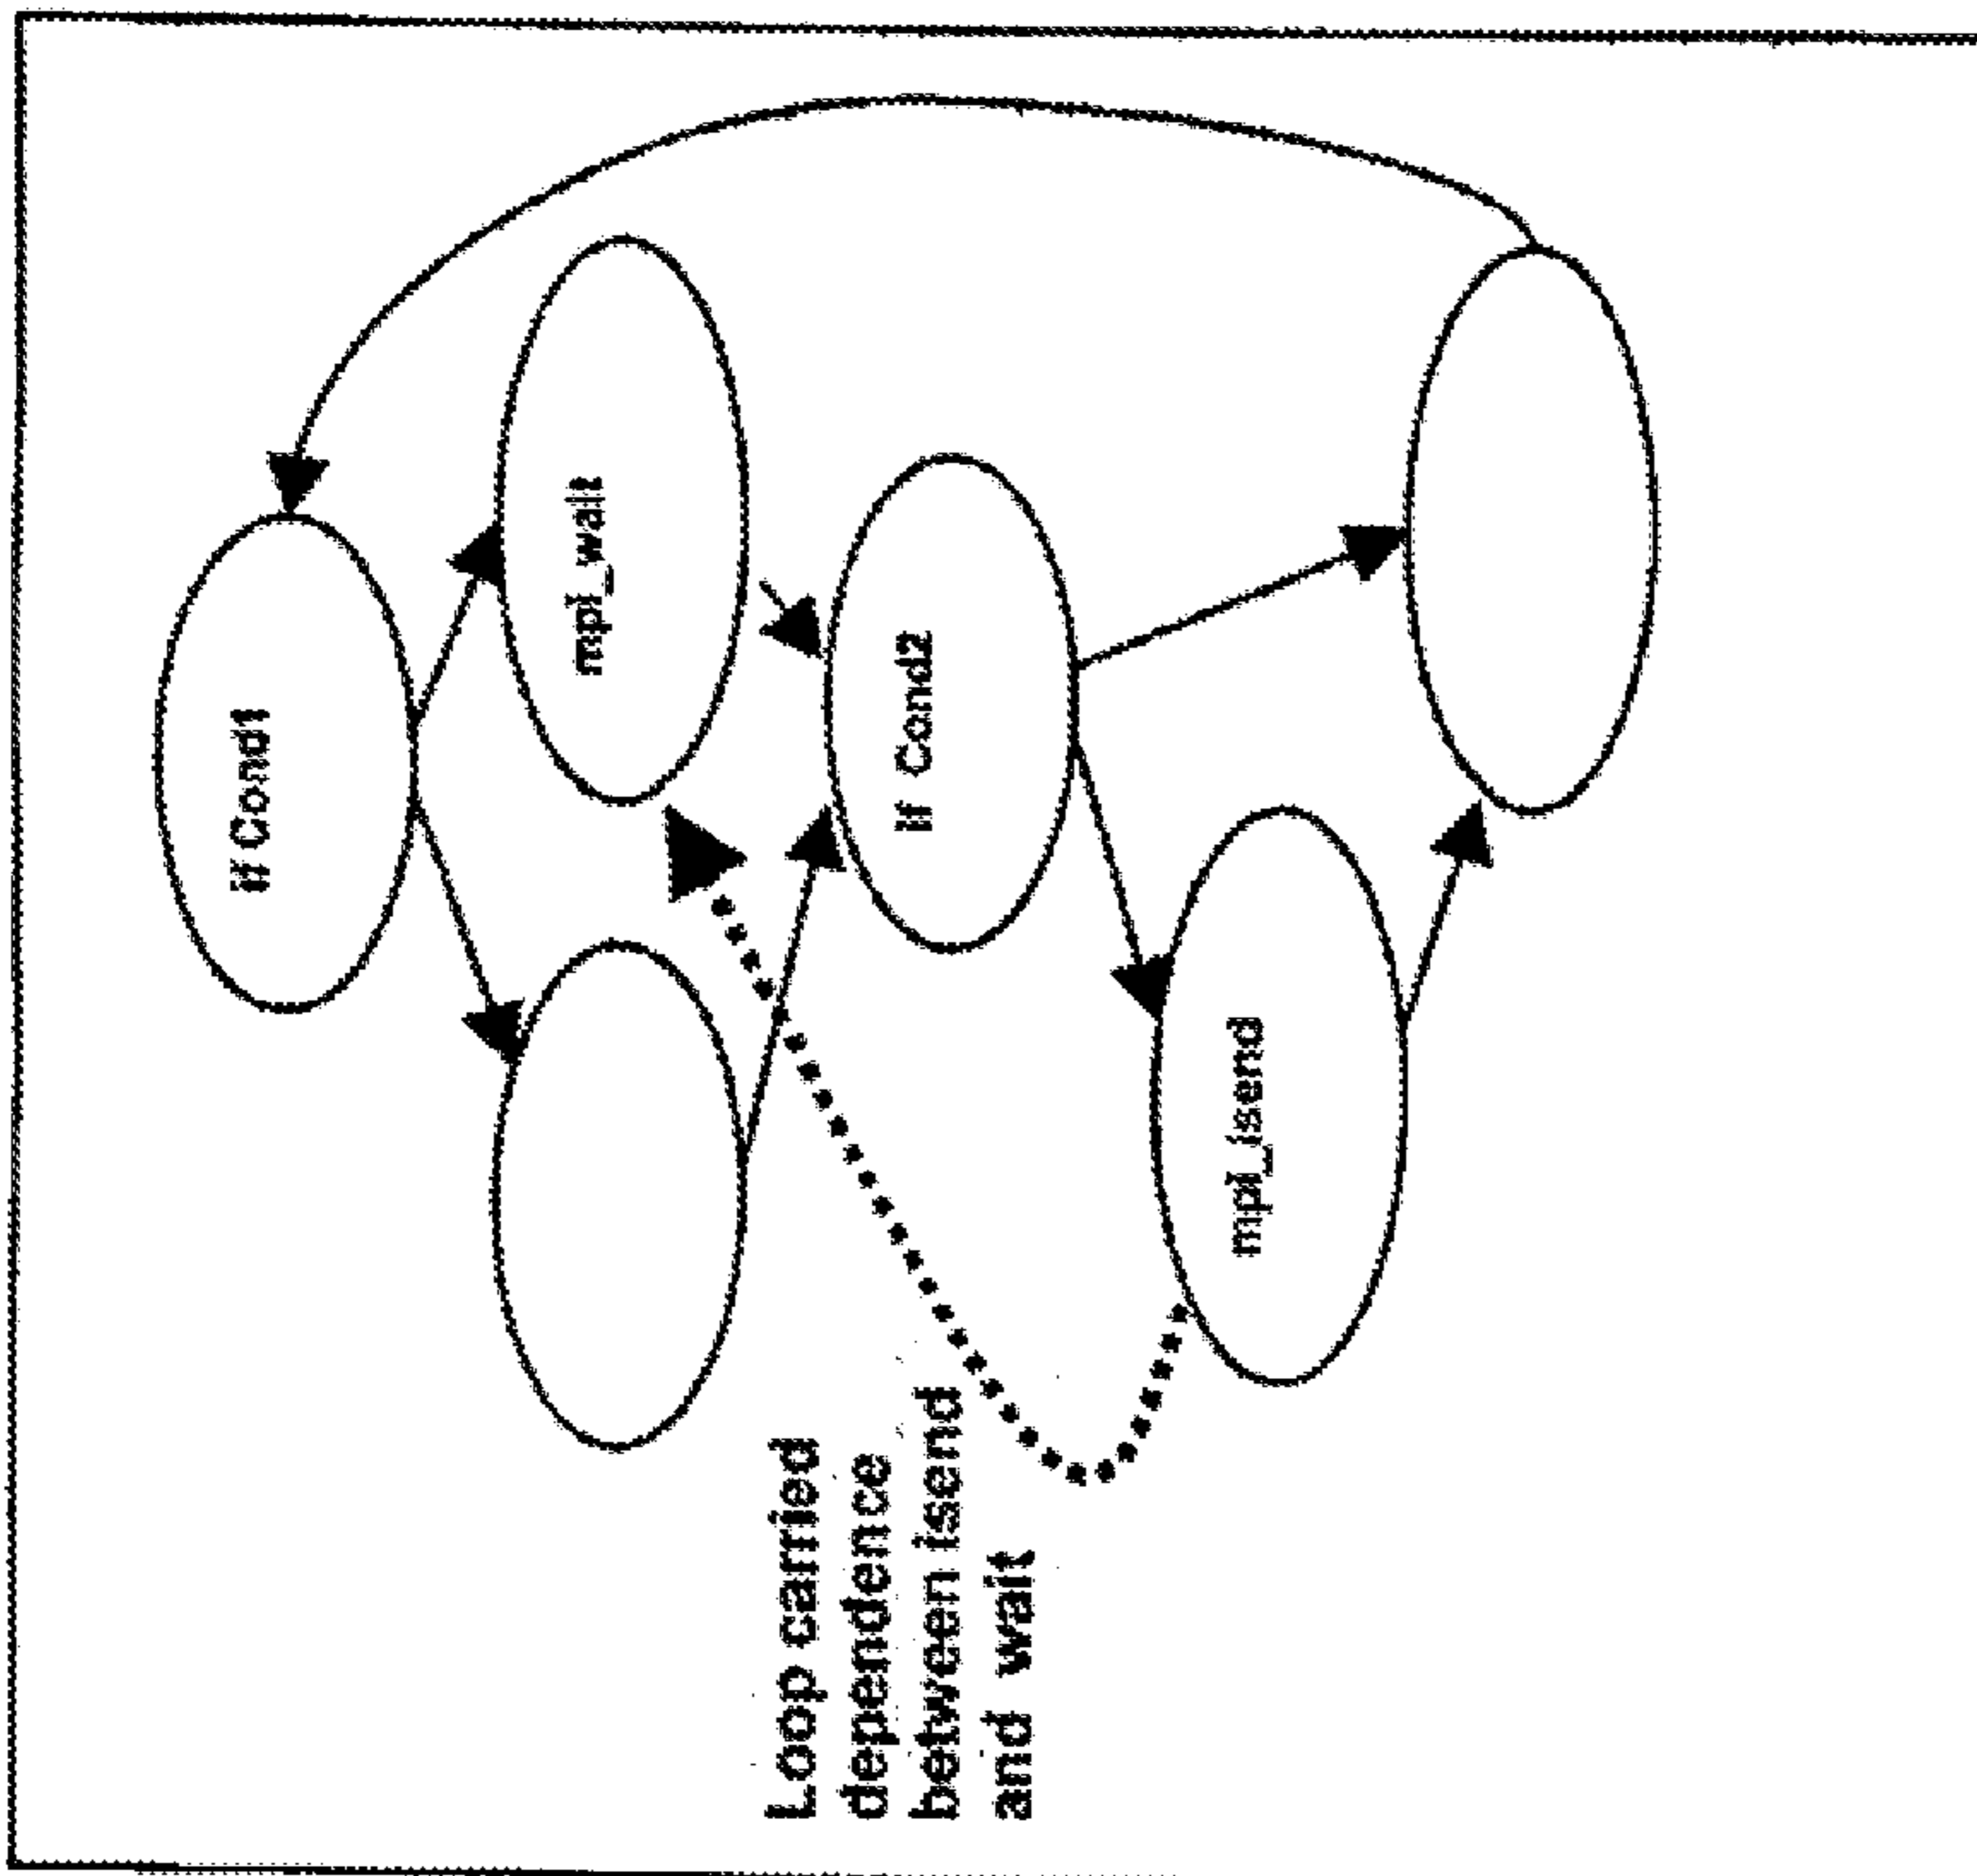 if Cond1
mpi_wait
if Cond2
mpi_isend
Loop carried
dependence
between isend
and wait